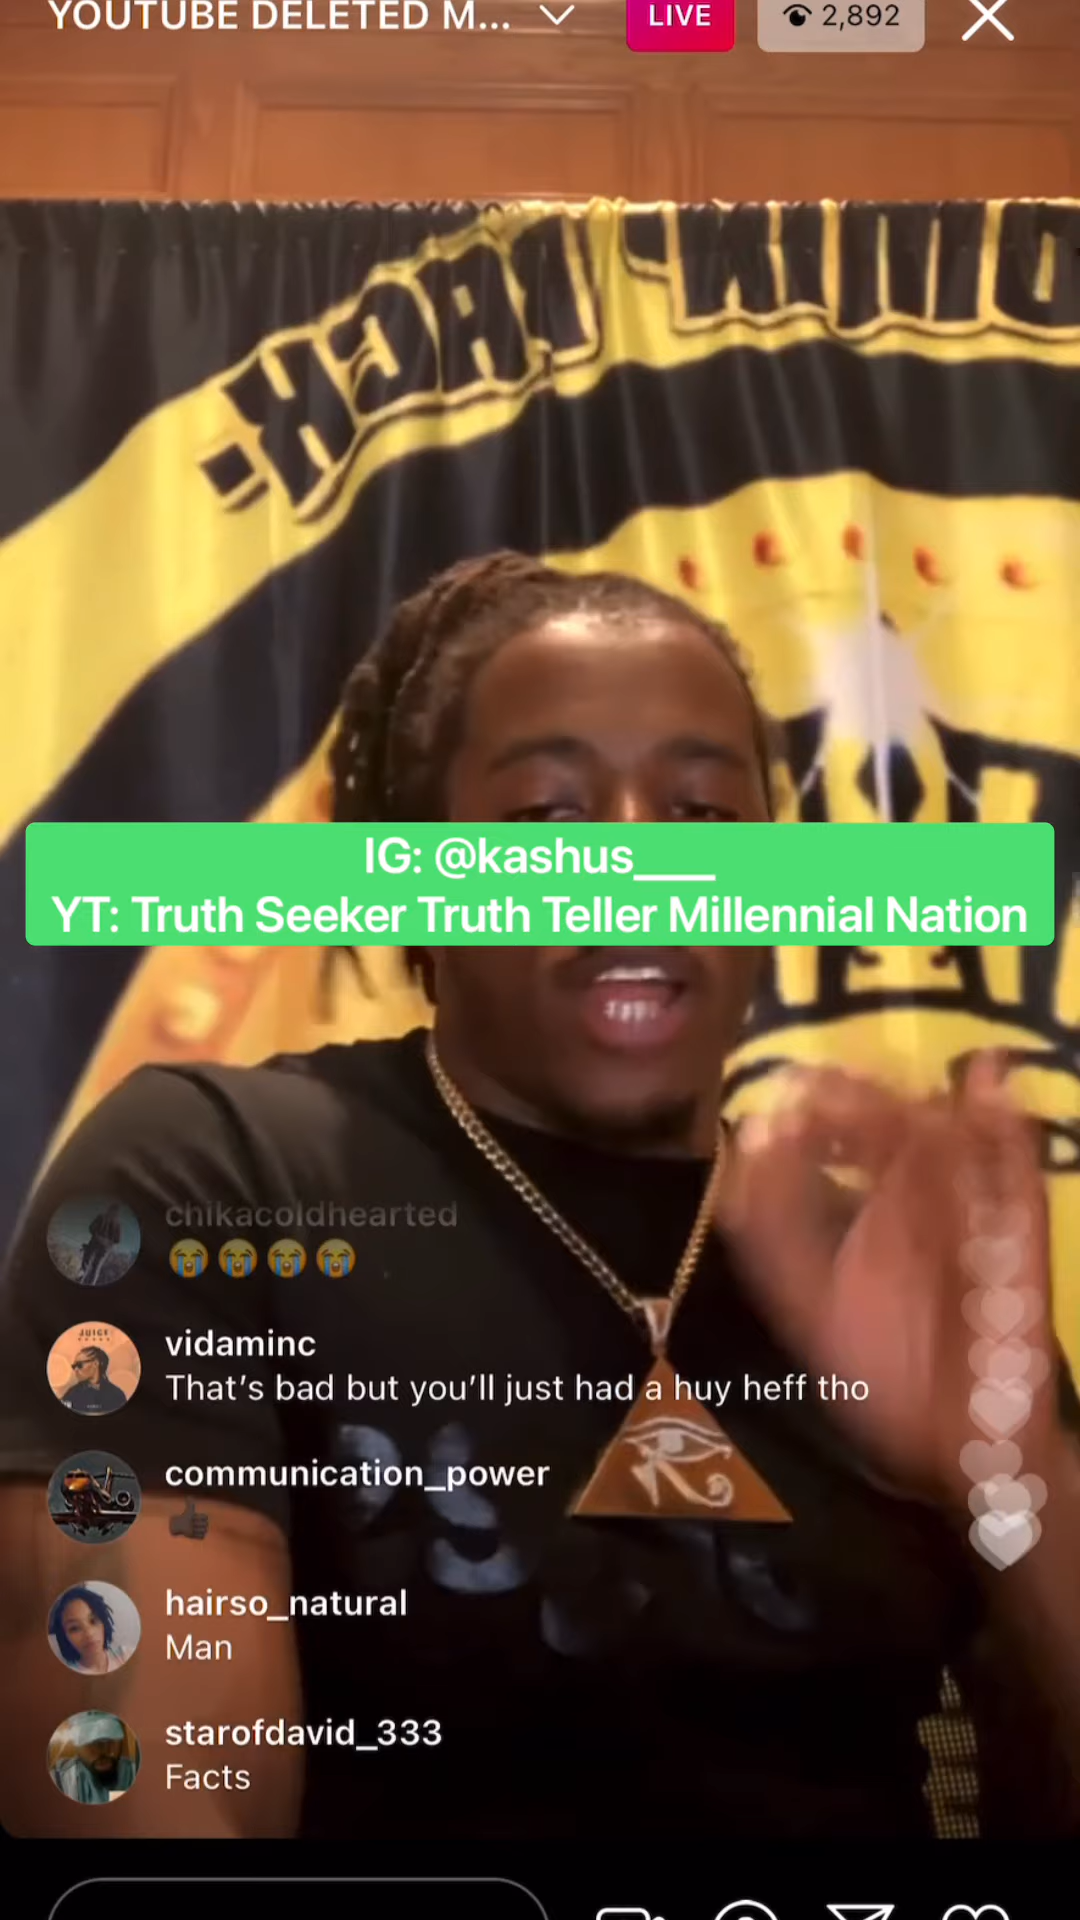 YOUTUBE DELETED M...
LIVE
2,892
IG: @kashus____
YT: Truth Seeker Truth Teller Millennial Nation
chikacoldhearted
😭😭😭😭
vidaminc
That's bad but you'll just had a huy heff tho
communication_power
👍🏿
hairso_natural
Man
starofdavid_333
Facts